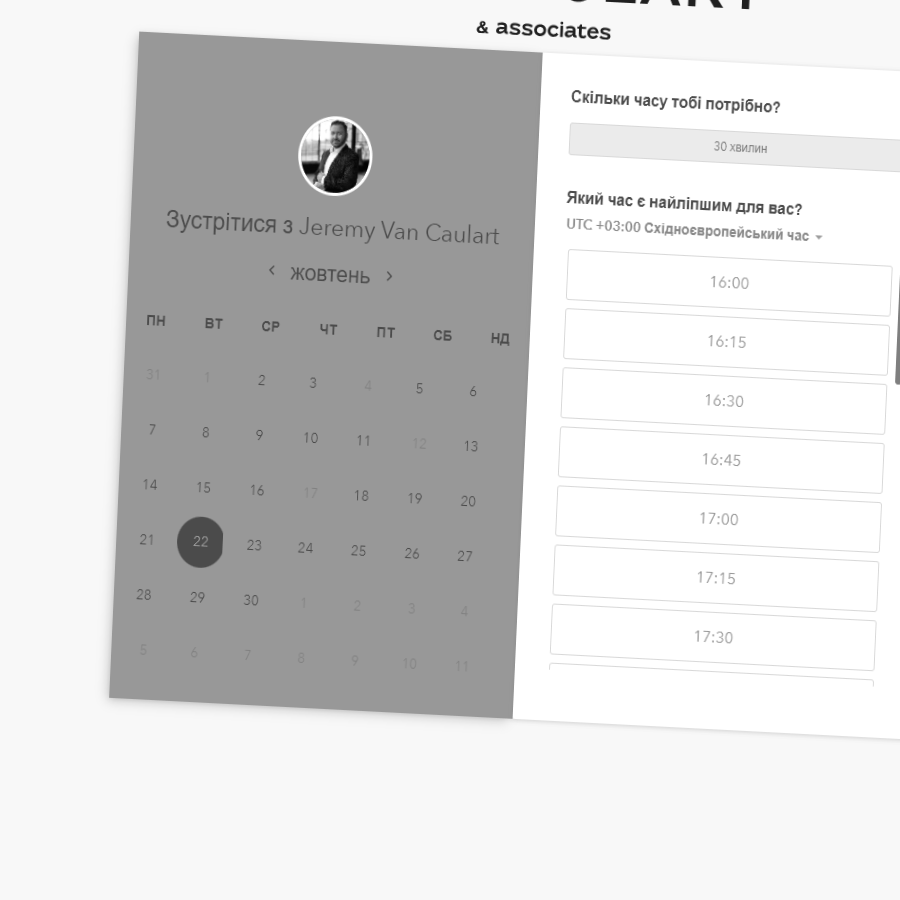 & associates
Зустрітися з Jeremy Van Caulart
жовтень
ПН ВТ СР ЧТ ПТ СБ НД
31 1 2 3 4 5 6
7 8 9 10 11 12 13
14 15 16 17 18 19 20
21 22 23 24 25 26 27
28 29 30 1 2 3 4
5 6 7 8 9 10 11
Скільки часу тобі потрібно?
30 хвилин
Який час є найліпшим для вас?
UTC +03:00 Східноєвропейський час
16:00
16:15
16:30
16:45
17:00
17:15
17:30